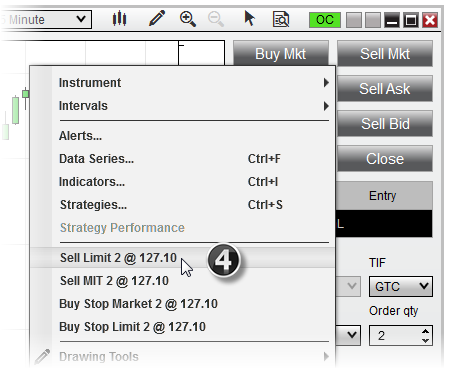 Minute OC
Buy Mkt Sell Mkt
Instrument
Sell Ask
Intervals
Sell Bid
Alerts...
Data Series... Ctrl+F
Close
Indicators... Ctrl+I
Strategies... Ctrl+S
Entry
Strategy Performance
L
Sell Limit 2 @ 127.10
4
TIF
Sell MIT 2 @ 127.10
GTC
Buy Stop Market 2 @ 127.10
Order qty
Buy Stop Limit 2 @ 127.10
2
Drawing Tools